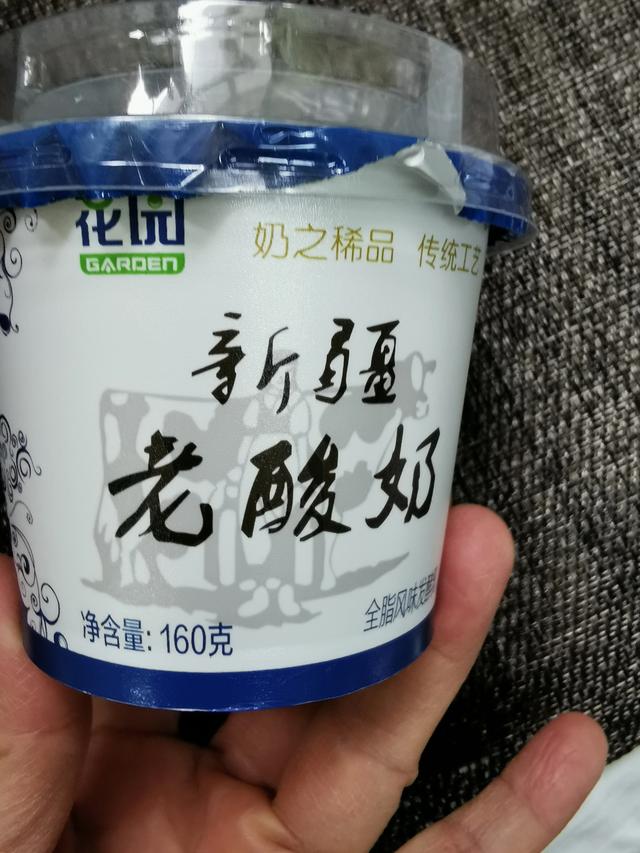 花园
GARDEN
奶之稀品 传统工艺
新疆
老酸奶
净含量: 160克
全脂风味发酵